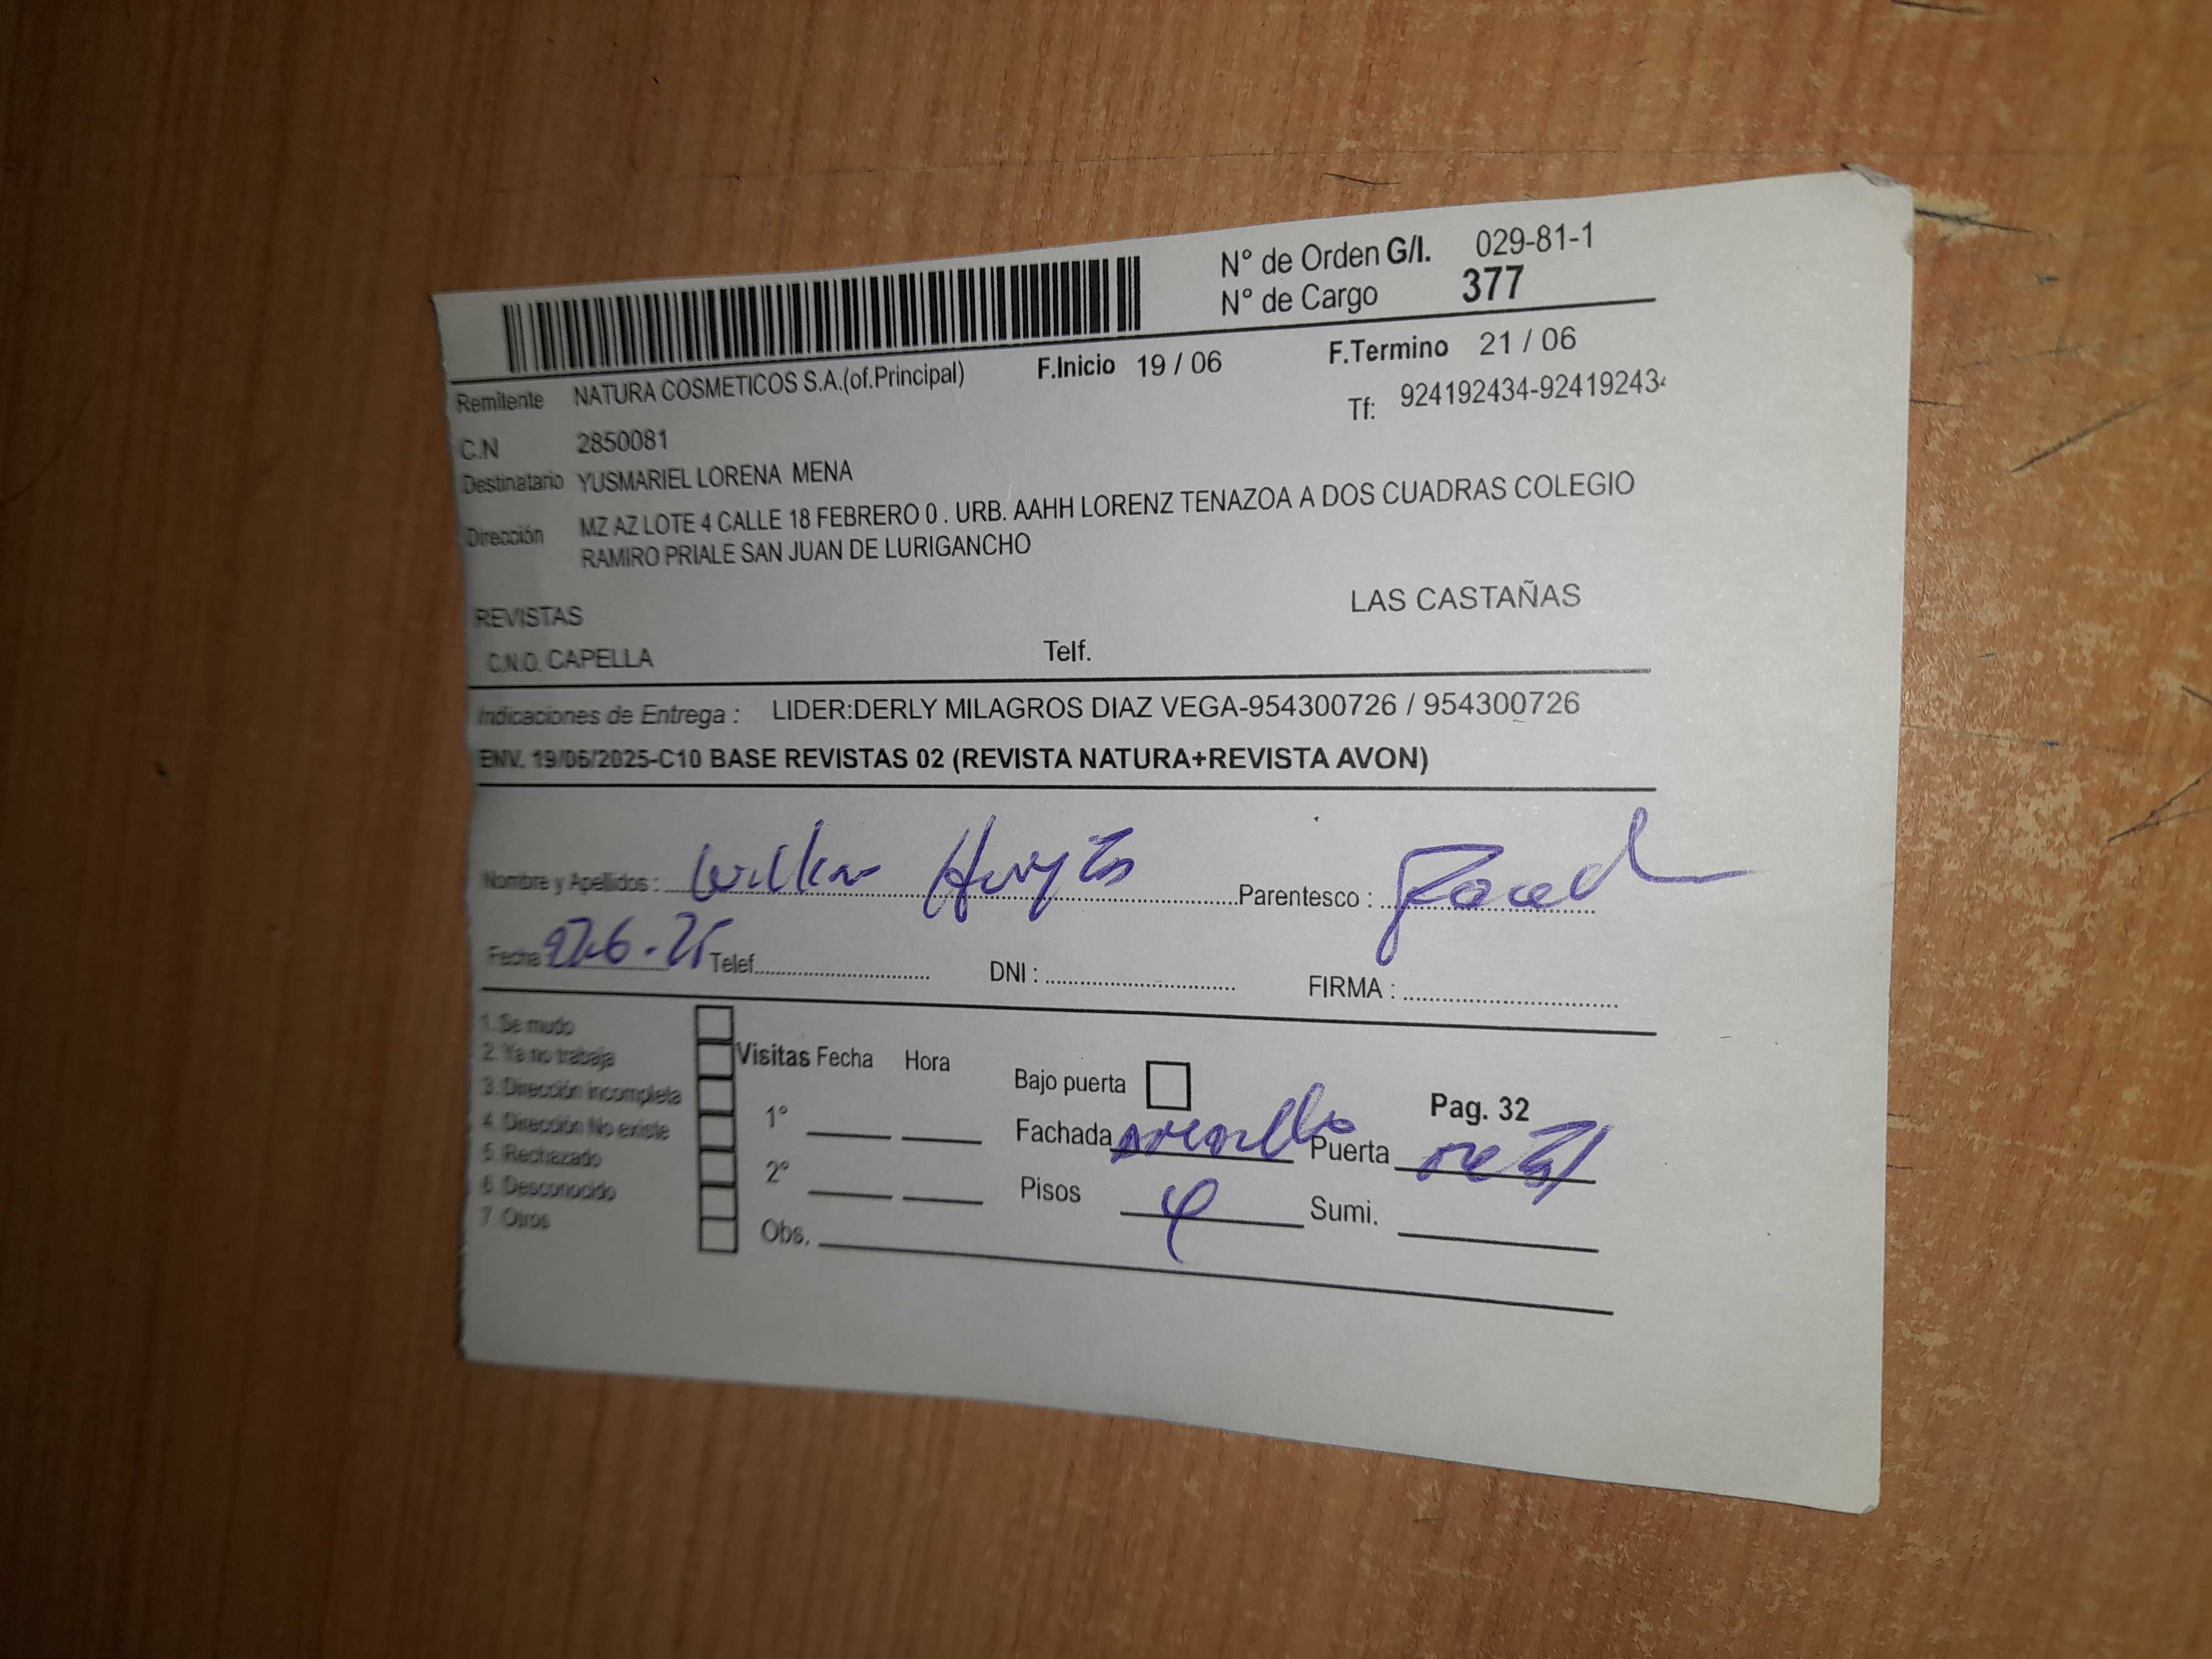 N° de Orden G/I. 029-81-1
N° de Cargo 377
Remitente NATURA COSMETICOS S.A.(of.Principal) F.Inicio 19 / 06 F.Termino 21 / 06
C.N 2850081 Tf: 924192434-92419243
Destinatario YUSMARIEL LORENA MENA
Dirección MZ AZ LOTE 4 CALLE 18 FEBRERO 0 . URB. AAHH LORENZ TENAZOA A DOS CUADRAS COLEGIO
RAMIRO PRIALE SAN JUAN DE LURIGANCHO
REVISTAS LAS CASTAÑAS
C.N.O. CAPELLA Telf.
Indicaciones de Entrega : LIDER:DERLY MILAGROS DIAZ VEGA-954300726 / 954300726
ENV. 19/06/2025-C10 BASE REVISTAS 02 (REVISTA NATURA+REVISTA AVON)
Nombre y Apellidos : Parentesco :
Fecha Telef. DNI : FIRMA :
1. Se mudo
2. Ya no trabaja Visitas Fecha Hora
3. Dirección incompleta Bajo puerta Pag. 32
4. Dirección No existe 1° Fachada Puerta metal
5. Rechazado
6. Desconocido 2° Pisos 4 Sumi.
7. Otros Obs.